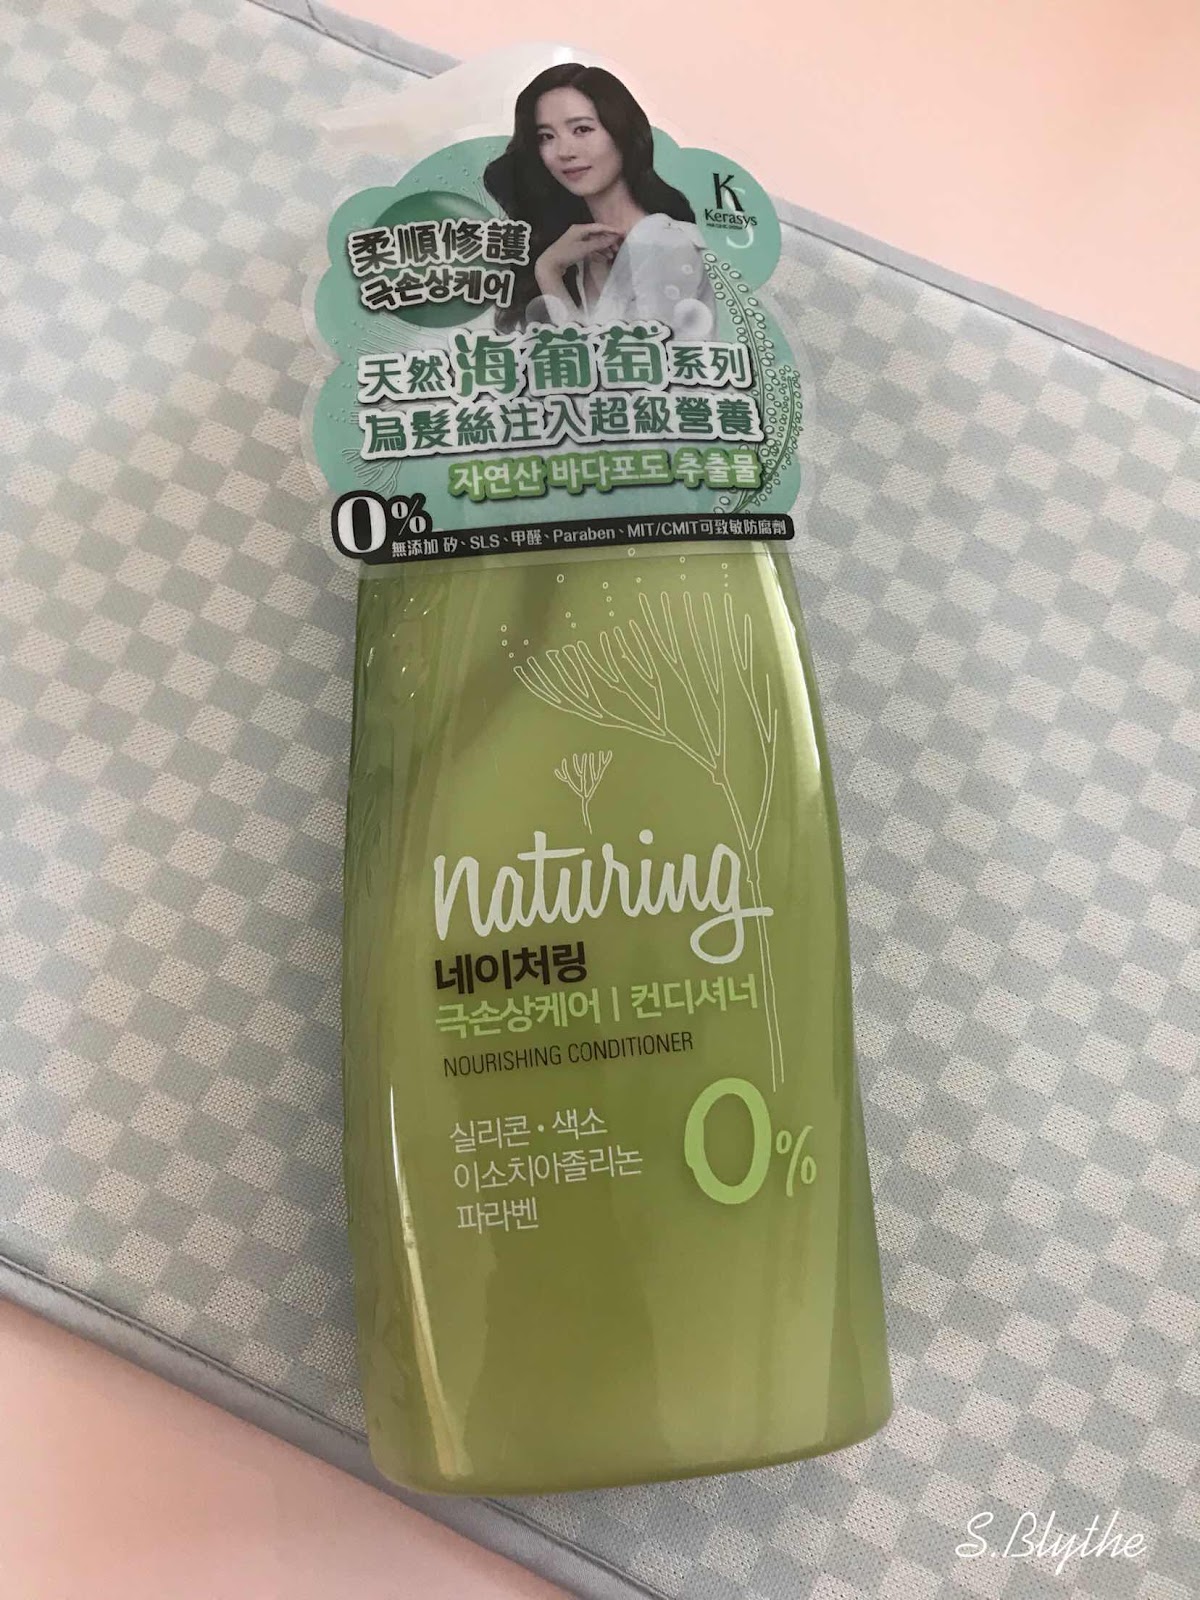 K
S
Kerasys
柔順修護
극손상케어
天然海葡萄系列
為髮絲注入超級營養
자연산 바다포도 추출물
0%
無添加 矽、SLS、甲醛、Paraben、MIT/CMIT可致敏防腐劑
naturing
네이처링
극손상케어 | 컨디셔너
NOURISHING CONDITIONER
실리콘 · 색소
이소치아졸리논
파라벤
0%
S.Blythe